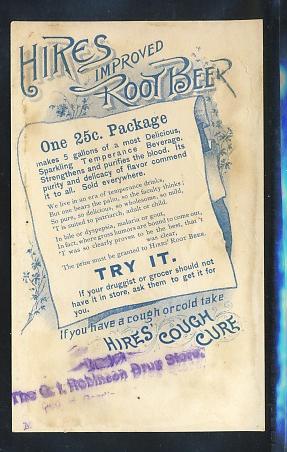 HIRES
IMPROVED
ROOT BEER
One 25c. Package
makes 5 gallons of a most Delicious,
Sparkling Temperance Beverage.
Strengthens and purifies the blood. Its
purity and delicacy of flavor commend
it to all. Sold everywhere.
We live in an era of temperance drinks,
But one bears the palm, so the faculty thinks;
So pure, so delicious, so wholesome, so mild,
'T is suited to patriarch, adult or child.
In bile or dyspepsia, malaria or gout,
In fact, where gross humors are bound to come out;
'T was so clearly proven to be the best, that's
clear,
The prize must be granted to HIRES' ROOT BEER.
TRY IT.
If your druggist or grocer should not
have it in store, ask them to get it for
you.
If you have a cough or cold take
HIRES' COUGH
CURE
The G. I. Robinson Drug Store.